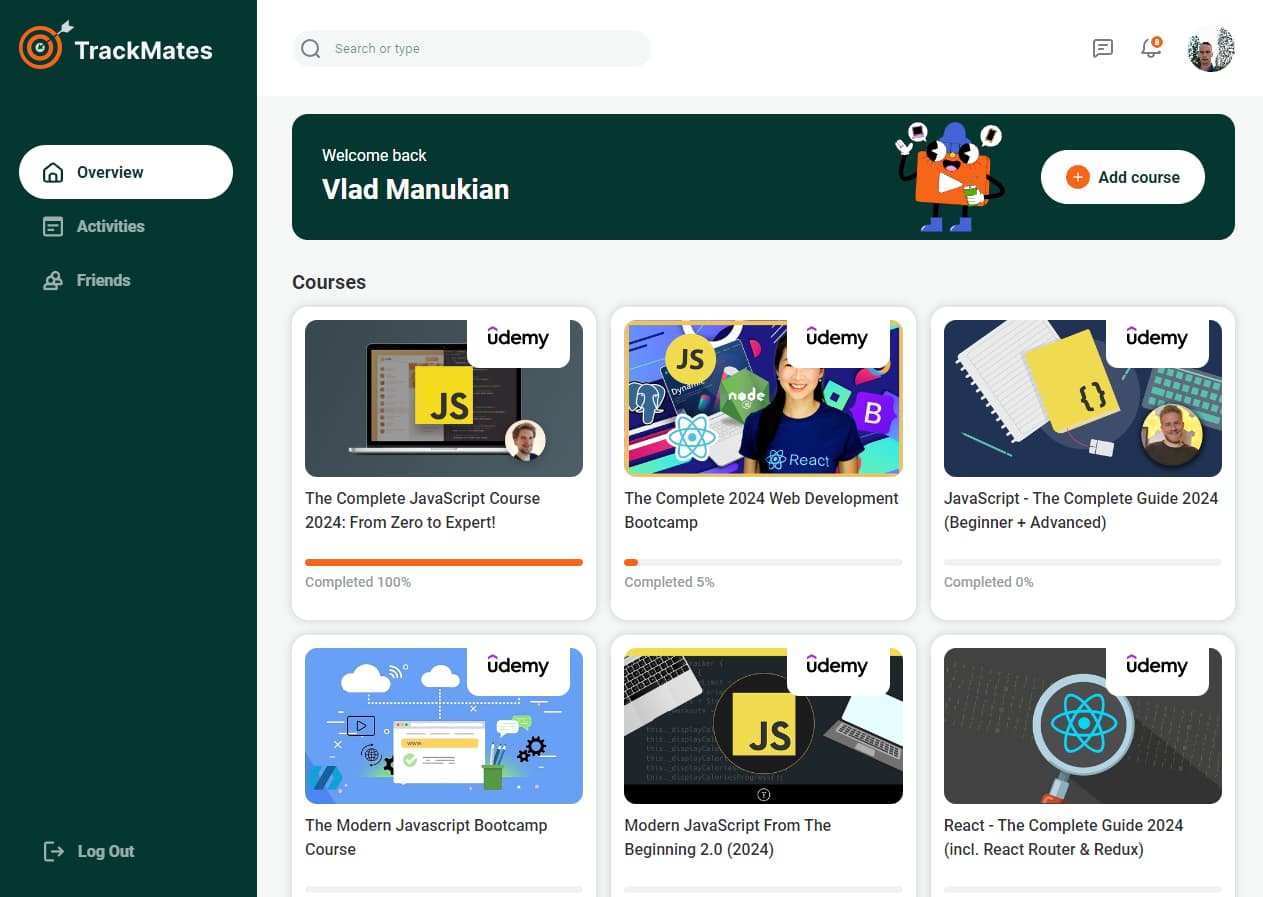 TrackMates
Search or type
8
Overview
Activities
Friends
Log Out
Welcome back
Vlad Manukian
Add course
Courses
udemy
JS
The Complete JavaScript Course
2024: From Zero to Expert!
Completed 100%
udemy
JS
Dynamic
node
JS
B
React
The Complete 2024 Web Development
Bootcamp
Completed 5%
udemy
{}
JavaScript - The Complete Guide 2024
(Beginner + Advanced)
Completed 0%
udemy
www
The Modern Javascript Bootcamp
Course
udemy
JS
Modern JavaScript From The
Beginning 2.0 (2024)
udemy
React - The Complete Guide 2024
(incl. React Router & Redux)